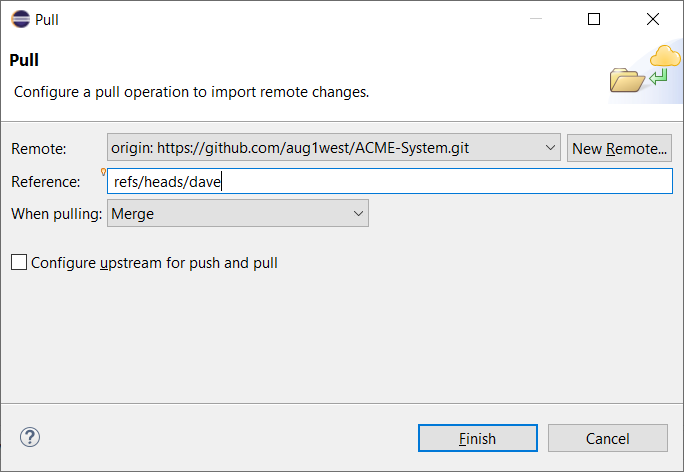 Pull
Pull
Configure a pull operation to import remote changes.
Remote: origin: https://github.com/aug1west/ACME-System.git New Remote...
Reference: refs/heads/dave
When pulling: Merge
Configure upstream for push and pull
? Finish Cancel